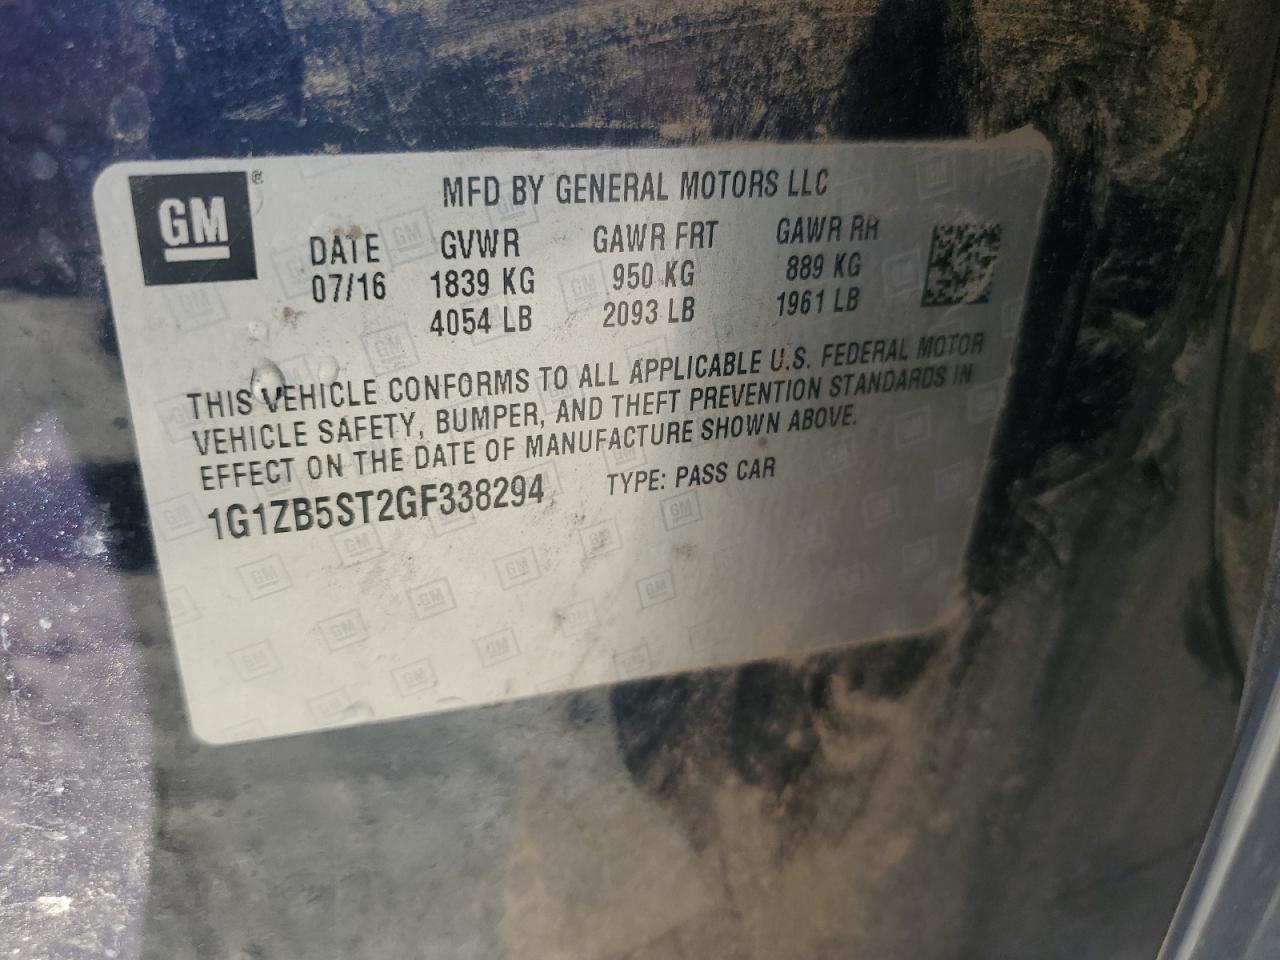 GM ®
MFD BY GENERAL MOTORS LLC
DATE GVWR GAWR FRT GAWR RR
07/16 1839 KG 950 KG 889 KG
4054 LB 2093 LB 1961 LB
THIS VEHICLE CONFORMS TO ALL APPLICABLE U.S. FEDERAL MOTOR
VEHICLE SAFETY, BUMPER, AND THEFT PREVENTION STANDARDS IN
EFFECT ON THE DATE OF MANUFACTURE SHOWN ABOVE.
1G1ZB5ST2GF338294 TYPE: PASS CAR